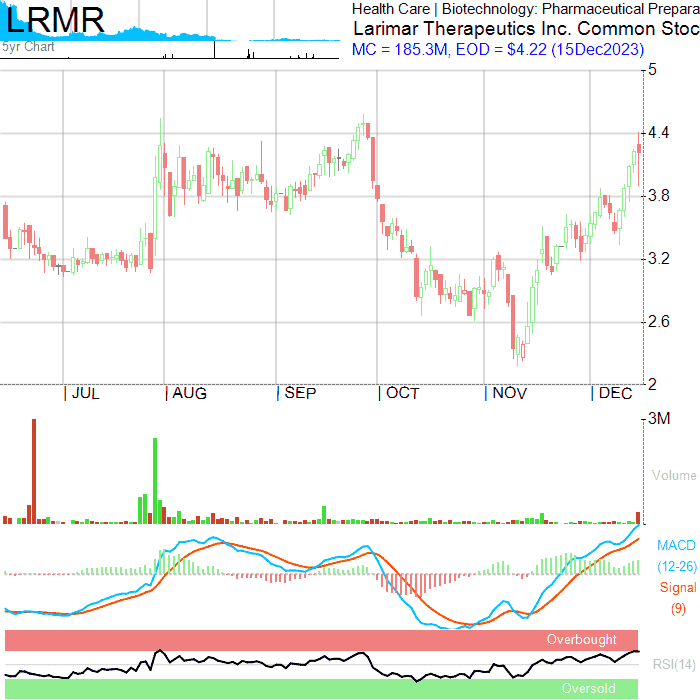 LRMR
5yr Chart
Health Care | Biotechnology: Pharmaceutical Prepara
Larimar Therapeutics Inc. Common Stoc
MC = 185.3M, EOD = $4.22 (15Dec2023)
5
4.4
3.8
3.2
2.6
2
| JUL | AUG | SEP | OCT | NOV | DEC
3M
Volume
MACD
(12-26)
Signal
(9)
Overbought
RSI(14)
Oversold